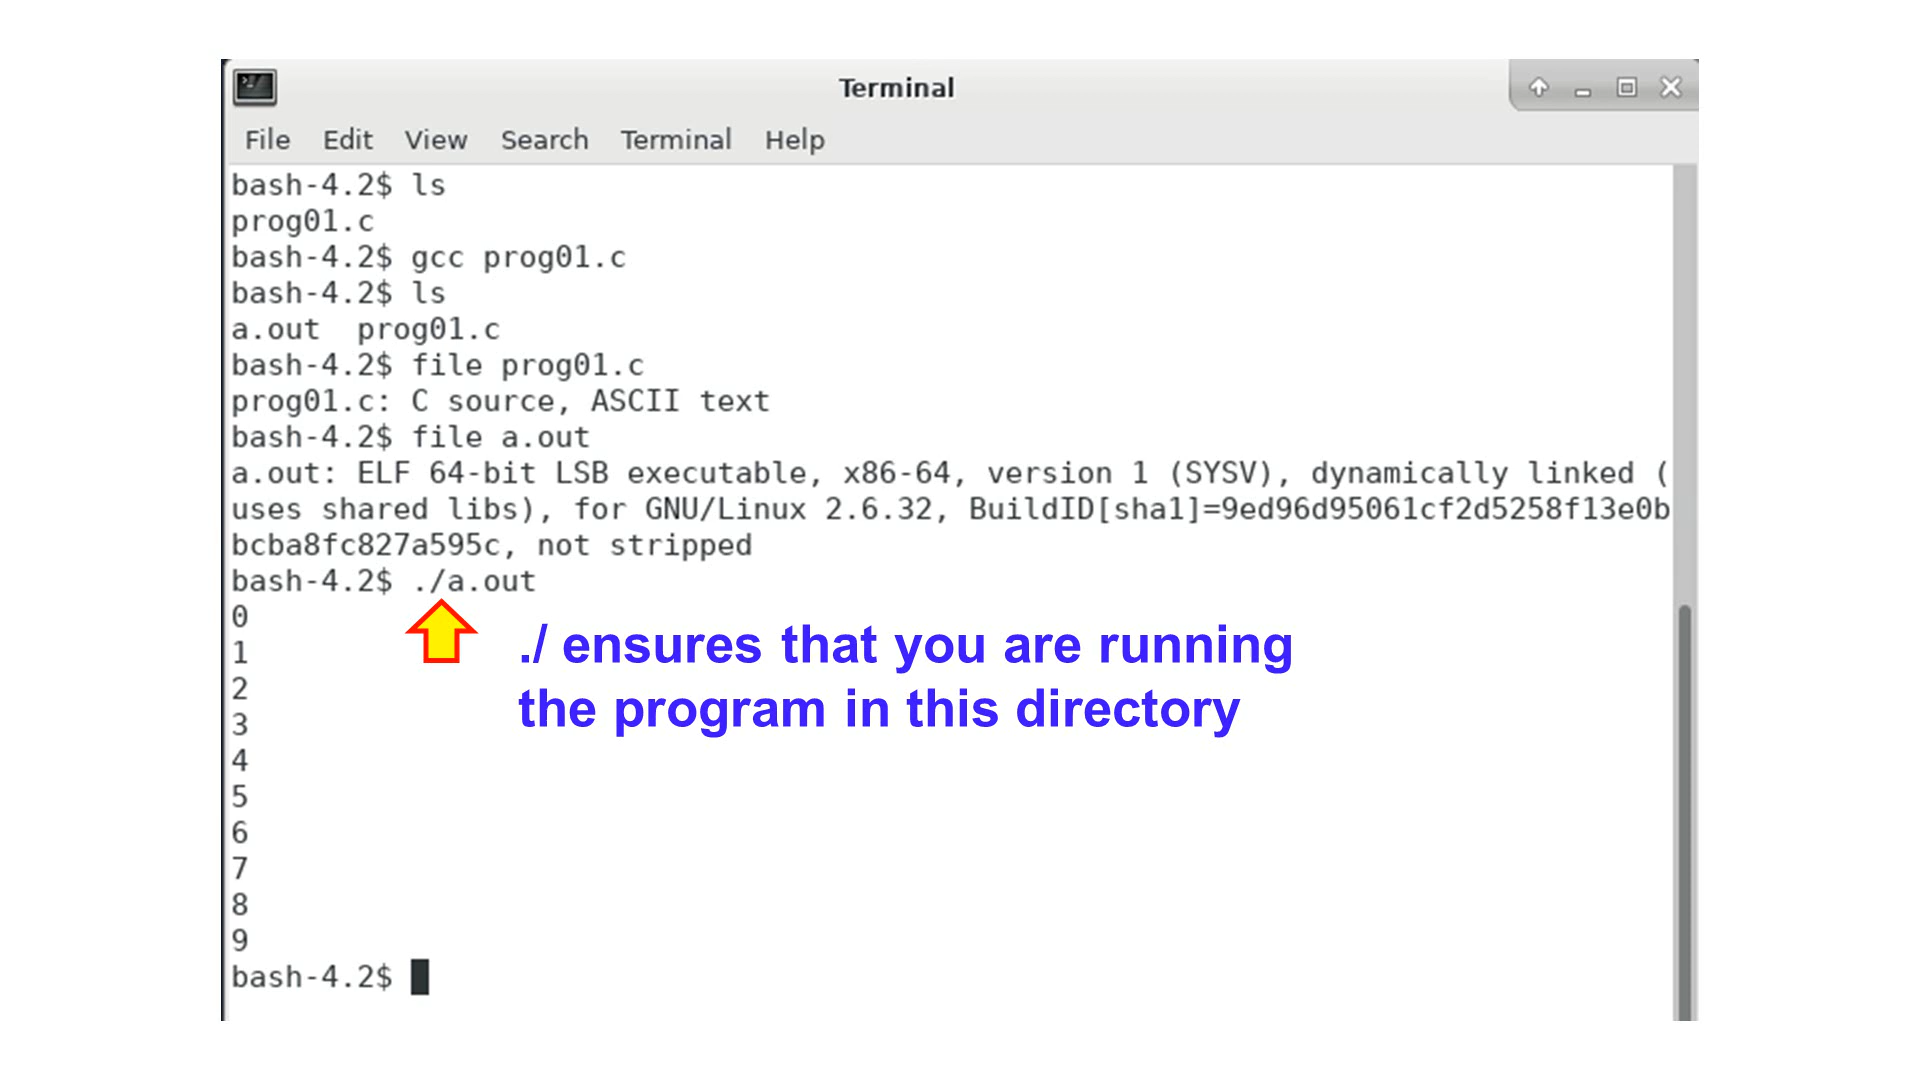 Terminal
File Edit View Search Terminal Help
bash-4.2$ ls
prog01.c
bash-4.2$ gcc prog01.c
bash-4.2$ ls
a.out  prog01.c
bash-4.2$ file prog01.c
prog01.c: C source, ASCII text
bash-4.2$ file a.out
a.out: ELF 64-bit LSB executable, x86-64, version 1 (SYSV), dynamically linked (
uses shared libs), for GNU/Linux 2.6.32, BuildID[sha1]=9ed96d95061cf2d5258f13e0b
bcba8fc827a595c, not stripped
bash-4.2$ ./a.out
0
1
2
3
4
5
6
7
8
9
bash-4.2$
./ ensures that you are running
the program in this directory